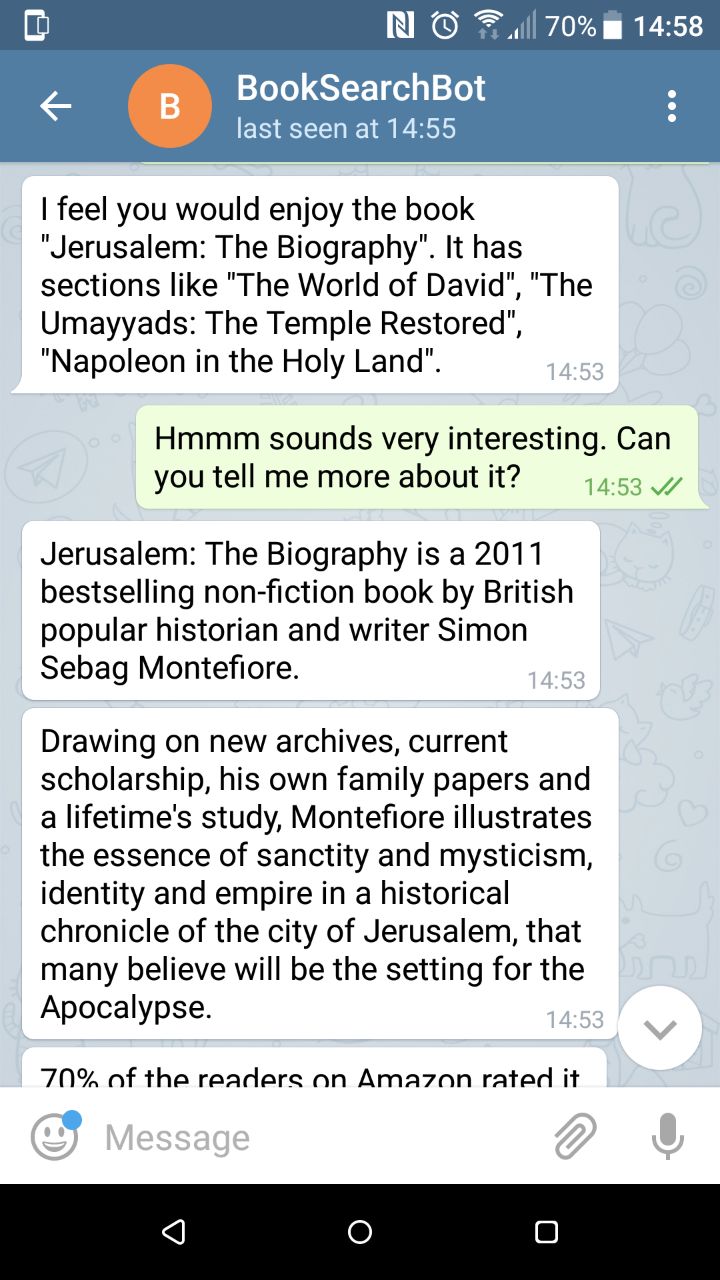 70% 14:58
B
BookSearchBot
last seen at 14:55
I feel you would enjoy the book
"Jerusalem: The Biography". It has
sections like "The World of David", "The
Umayyads: The Temple Restored",
"Napoleon in the Holy Land".
14:53
Hmmm sounds very interesting. Can
you tell me more about it?
14:53
Jerusalem: The Biography is a 2011
bestselling non-fiction book by British
popular historian and writer Simon
Sebag Montefiore.
14:53
Drawing on new archives, current
scholarship, his own family papers and
a lifetime's study, Montefiore illustrates
the essence of sanctity and mysticism,
identity and empire in a historical
chronicle of the city of Jerusalem, that
many believe will be the setting for the
Apocalypse.
14:53
70% of the readers on Amazon rated it
Message